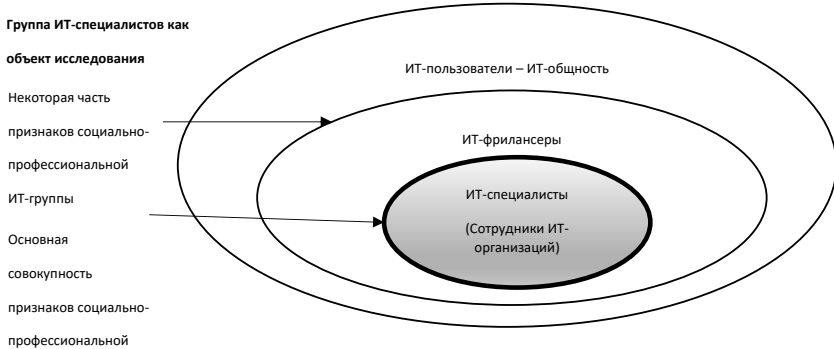 Группа ИТ-специалистов как
объект исследования
Некоторая часть
признаков социально-
профессиональной
ИТ-группы
Основная
совокупность
признаков социально-
профессиональной
ИТ-пользователи – ИТ-общность
ИТ-фрилансеры
ИТ-специалисты
(Сотрудники ИТ-
организаций)